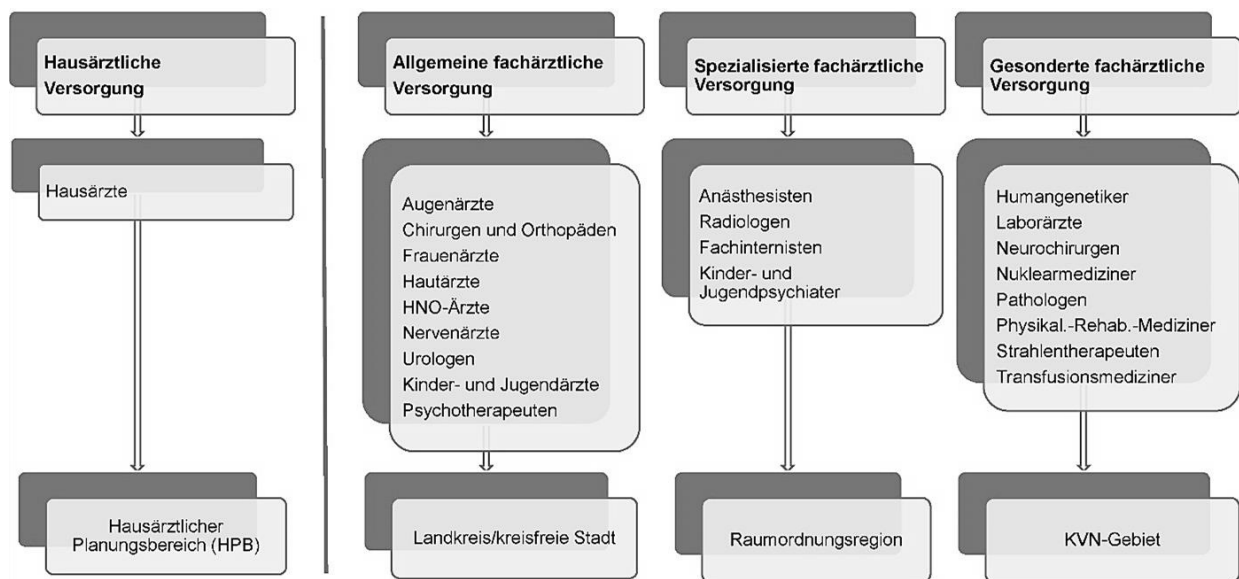 Hausärztliche
Versorgung
Hausärzte
Hausärztlicher
Planungsbereich (HPB)
Allgemeine fachärztliche
Versorgung
Augenärzte
Chirurgen und Orthopäden
Frauenärzte
Hautärzte
HNO-Ärzte
Nervenärzte
Urologen
Kinder- und Jugendärzte
Psychotherapeuten
Landkreis/kreisfreie Stadt
Spezialisierte fachärztliche
Versorgung
Anästhesisten
Radiologen
Fachinternisten
Kinder- und
Jugendpsychiater
Raumordnungsregion
Gesonderte fachärztliche
Versorgung
Humangenetiker
Laborärzte
Neurochirurgen
Nuklearmediziner
Pathologen
Physikal.-Rehab.-Mediziner
Strahlentherapeuten
Transfusionsmediziner
KVN-Gebiet